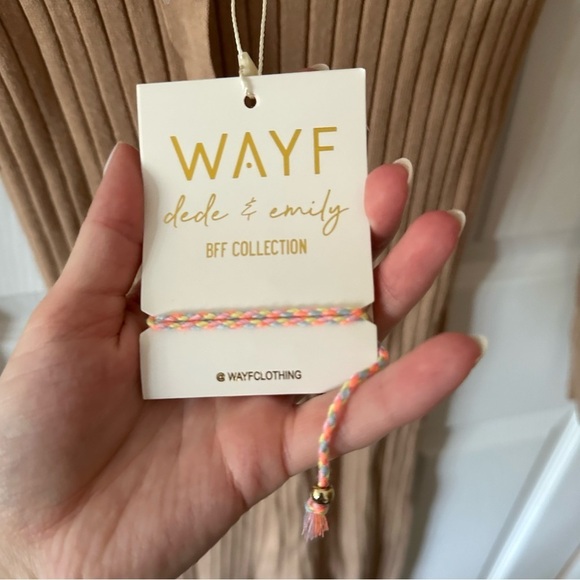 WAYF
dede & emily
BFF COLLECTION
@WAYFCLOTHING